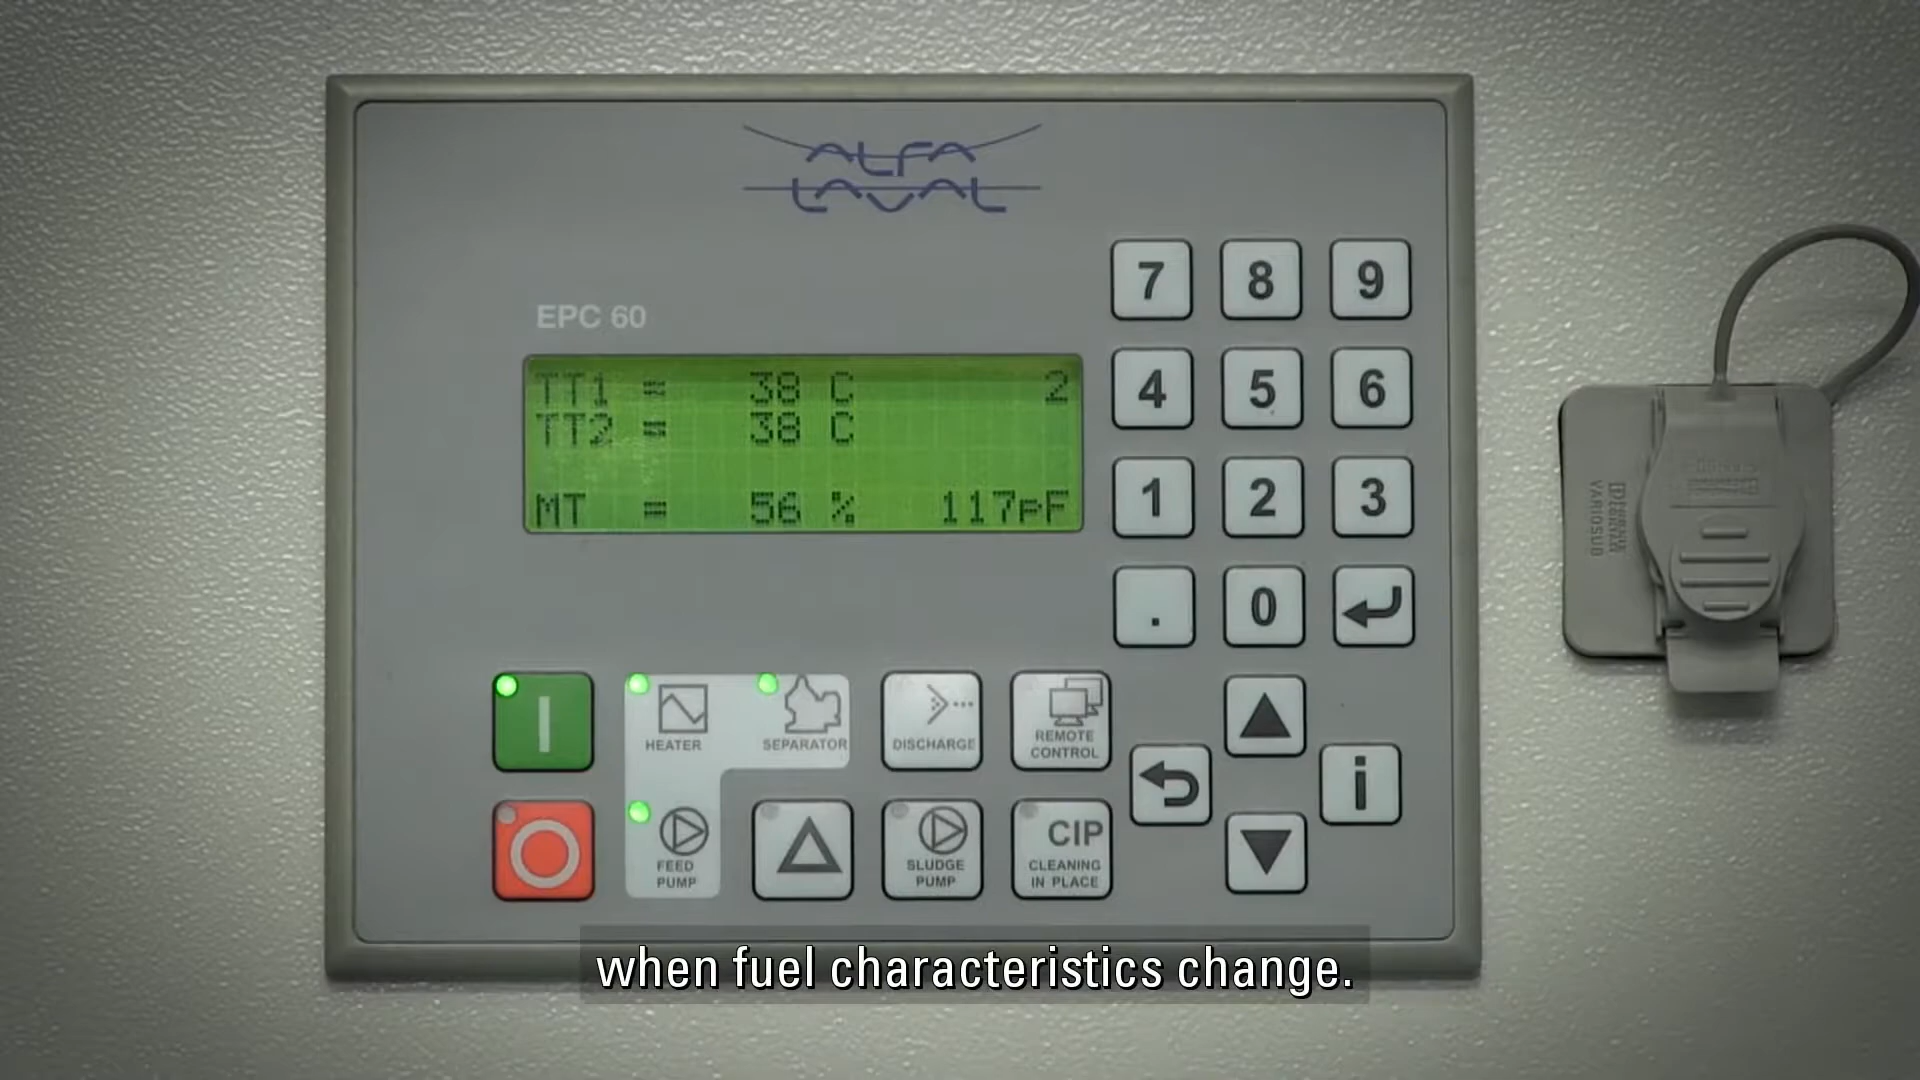 ALFA
LAVAL
EPC 60
TT1 = 38 C 2
TT2 = 38 C
MT = 56 % 117pF
7 8 9
4 5 6
1 2 3
. 0
HEATER
SEPARATOR
DISCHARGE
REMOTE
CONTROL
i
FEED
PUMP
SLUDGE
PUMP
CIP
CLEANING
IN PLACE
VARIOSUB
when fuel characteristics change.